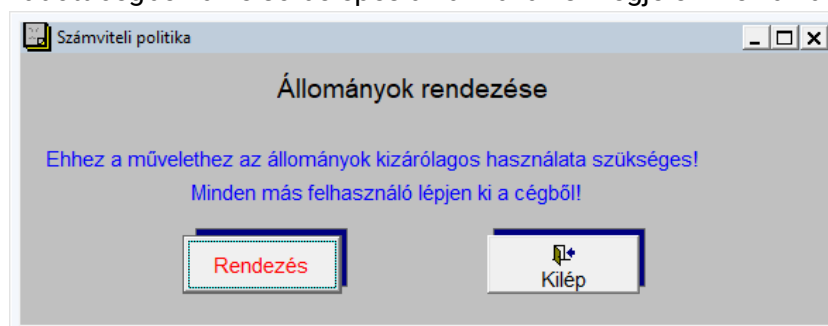 Számviteli politika
Állományok rendezése
Ehhez a művelethez az állományok kizárólagos használata szükséges!
Minden más felhasználó lépjen ki a cégből!
Rendezés
Kilép